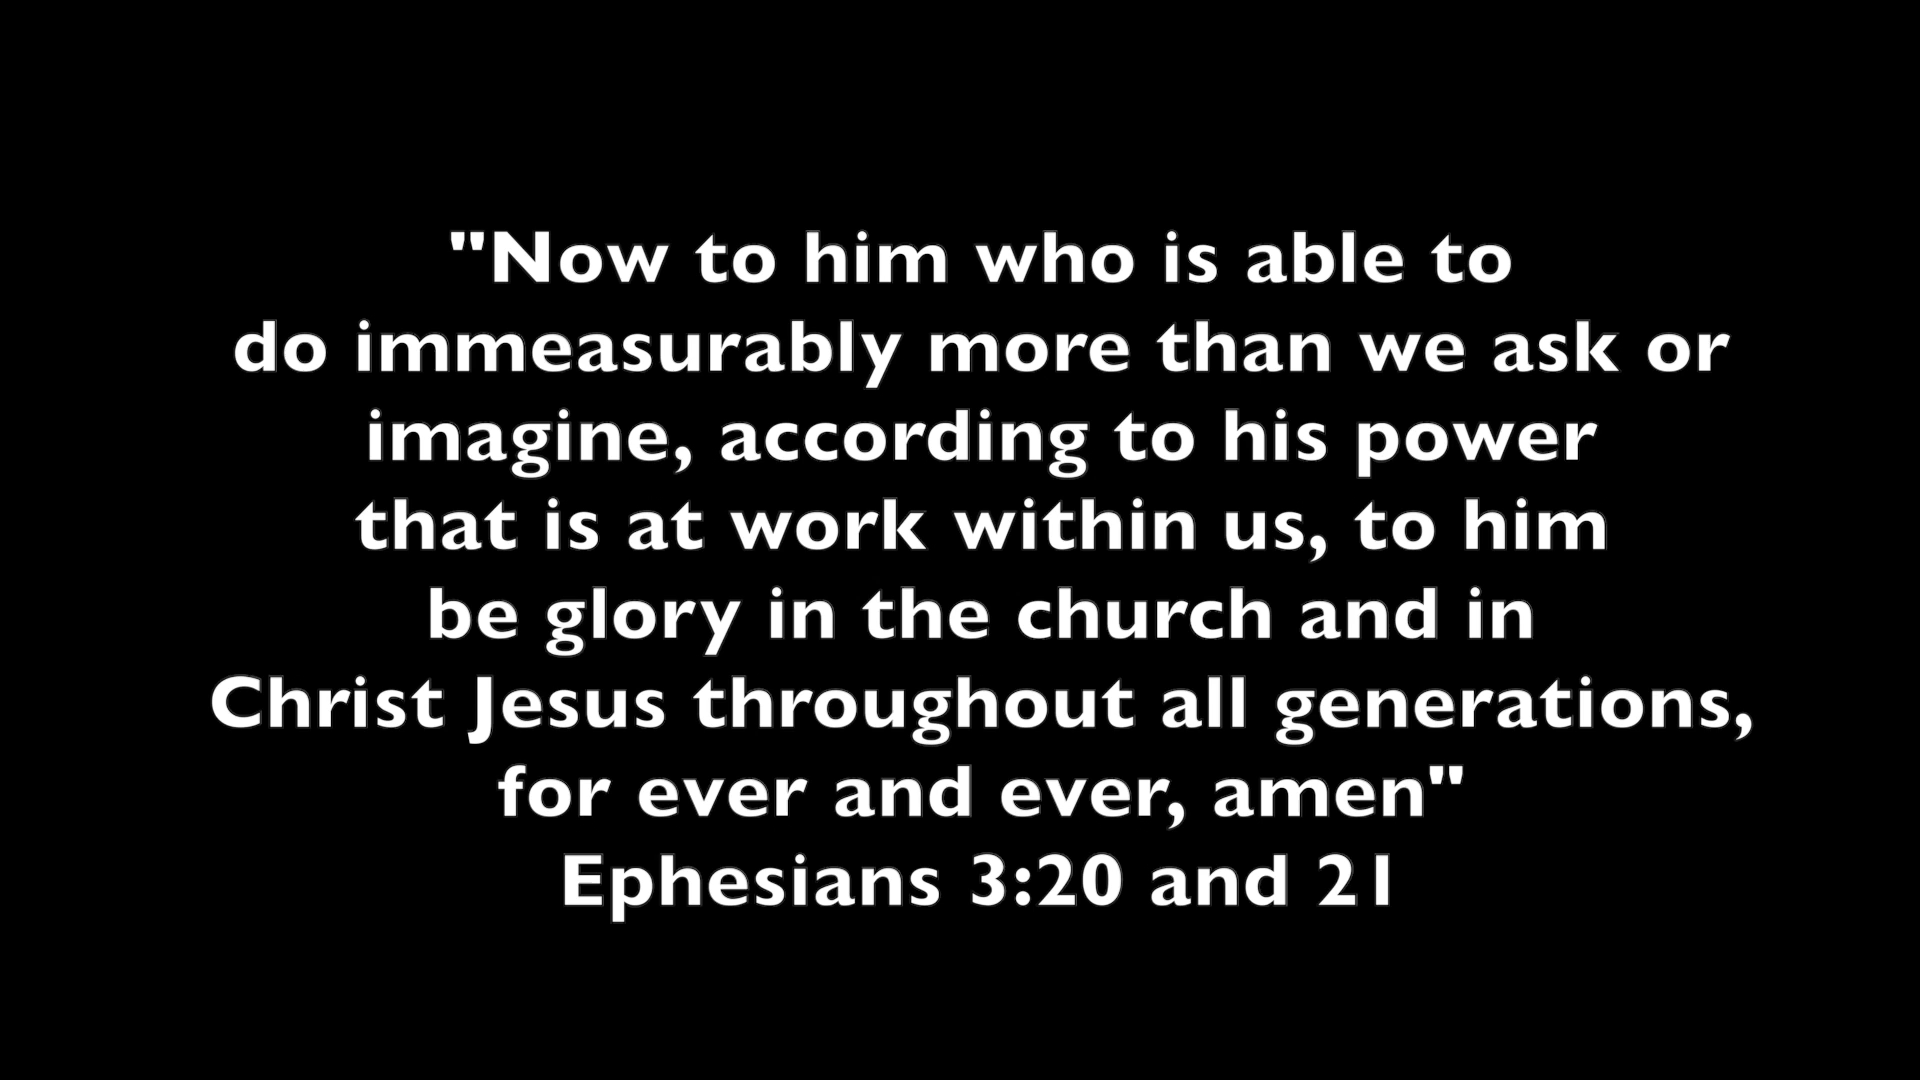 "Now to him who is able to
do immeasurably more than we ask or
imagine, according to his power
that is at work within us, to him
be glory in the church and in
Christ Jesus throughout all generations,
for ever and ever, amen"
Ephesians 3:20 and 21